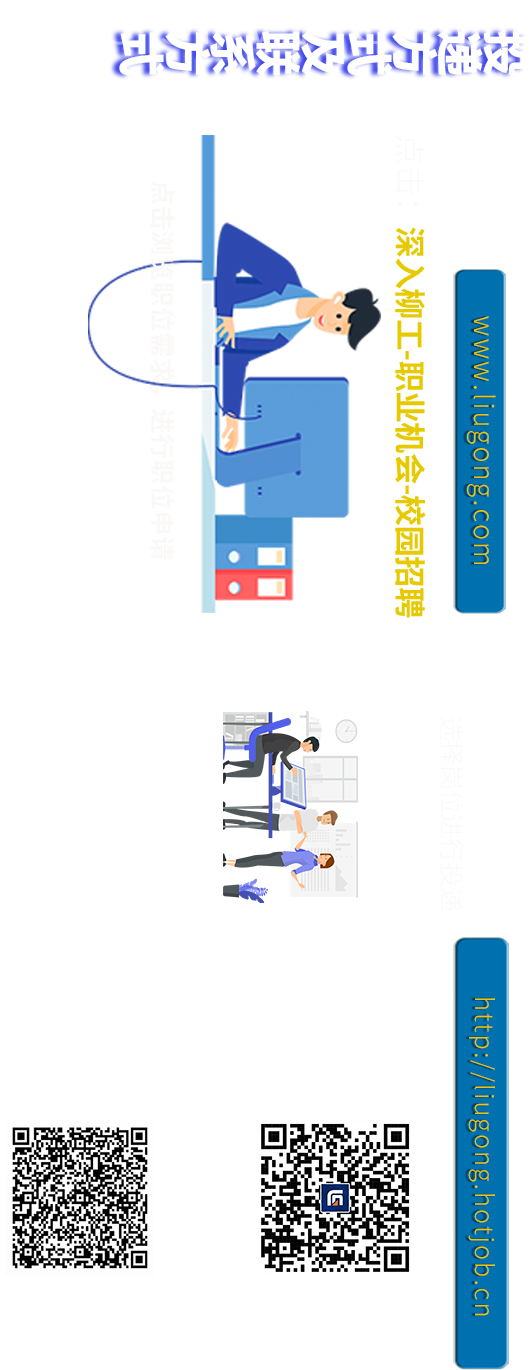 投递方式及联系方式
www.liugong.com
点击：深入柳工-职业机会-校园招聘
点击浏览职位需求，进行职位申请
http://liugong.hotjob.cn
选择岗位进行投递